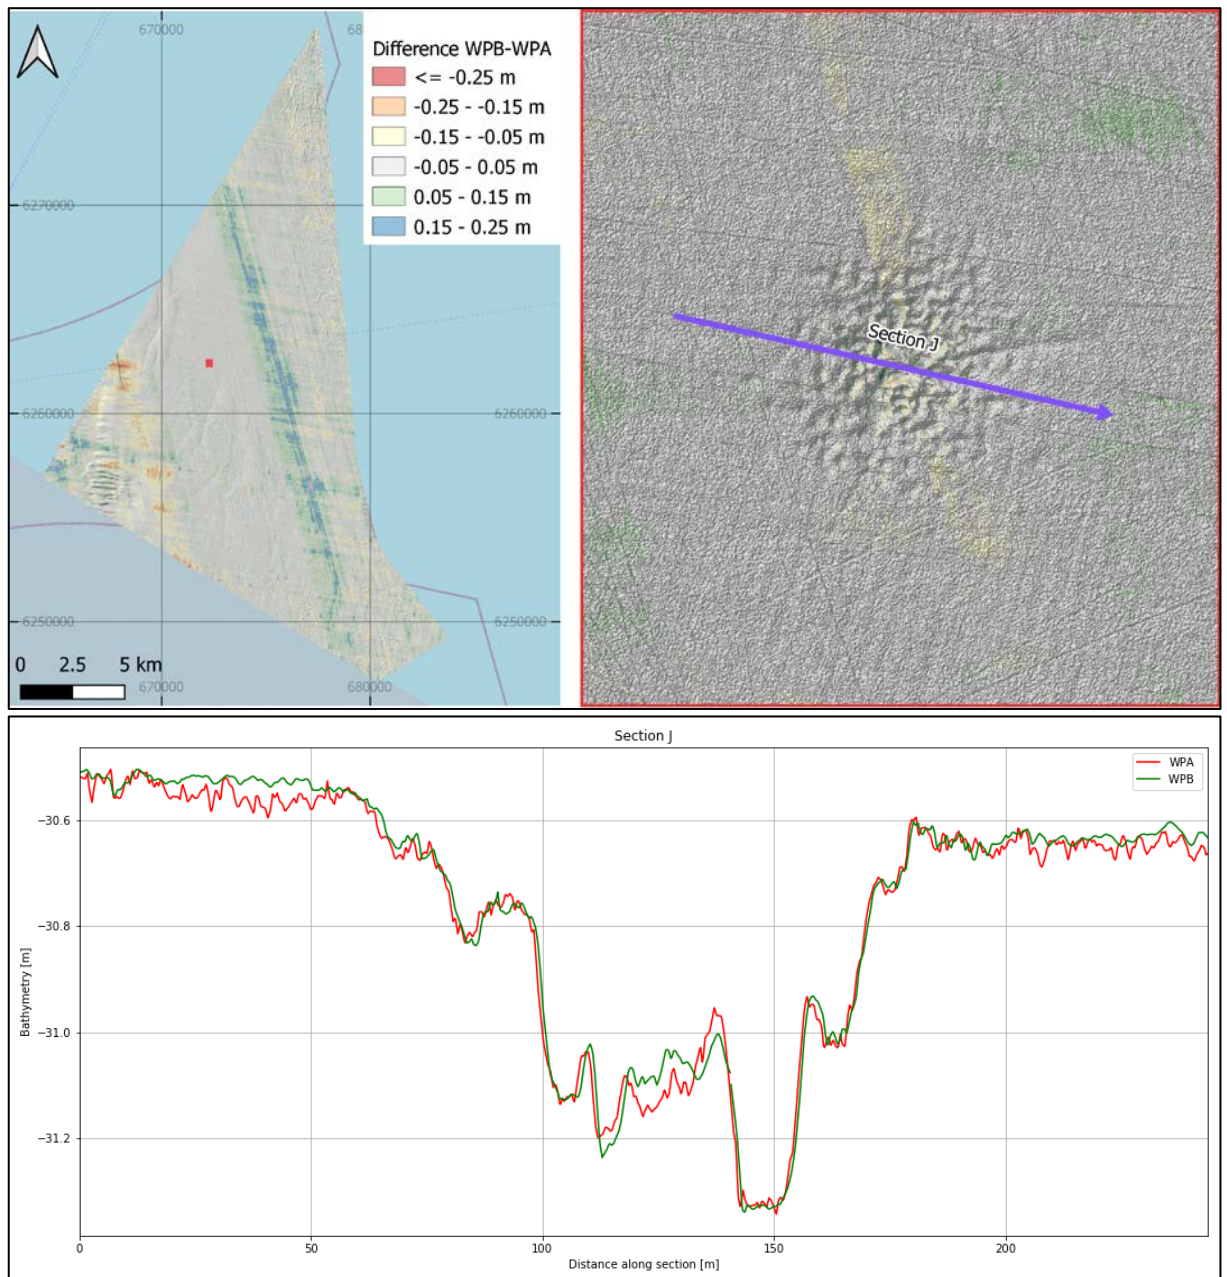 670000
68
Difference WPB-WPA
<= -0.25 m
-0.25 - -0.15 m
-0.15 - -0.05 m
-0.05 - 0.05 m
0.05 - 0.15 m
0.15 - 0.25 m
6270000
6260000
6260000
6250000
6250000
0 2.5 5 km
670000
680000
Section J
Section J
WPA
WPB
−30.6
−30.8
−31.0
−31.2
Bathymetry [m]
0 50 100 150 200
Distance along section [m]